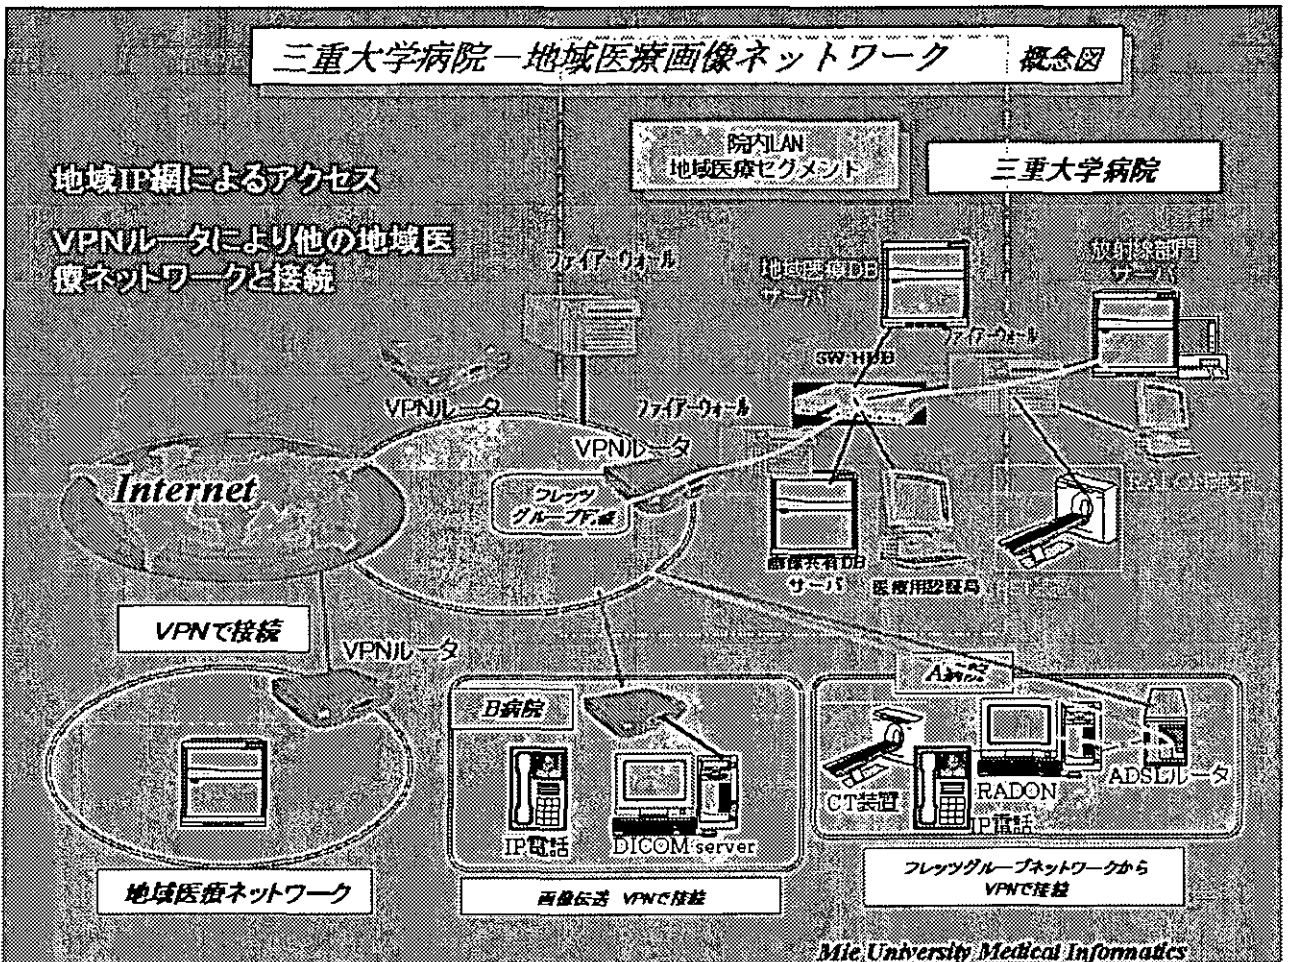 三重大学病院－地域医療画像ネットワーク 概念図
院内LAN
地域医療セグメント
三重大学病院
地域IP網によるアクセス
VPNルータにより他の地域医
療ネットワークと接続
ファイアーウォール
地域医療DB
サーバ
放射線部門
サーバ
SW HUB
ファイアーウォール
VPNルータ
ファイアーウォール
VPNルータ
Internet
フレッツ
画像共有DB
サーバ
医療用認証局
VPNで接続
VPNルータ
A病院
B病院
IP電話
DICOM server
CT装置
RADON
IP電話
ADSLルータ
地域医療ネットワーク
画像伝送 VPNで接続
フレッツグループネットワークから
VPNで接続
Mie University Medical Informatics